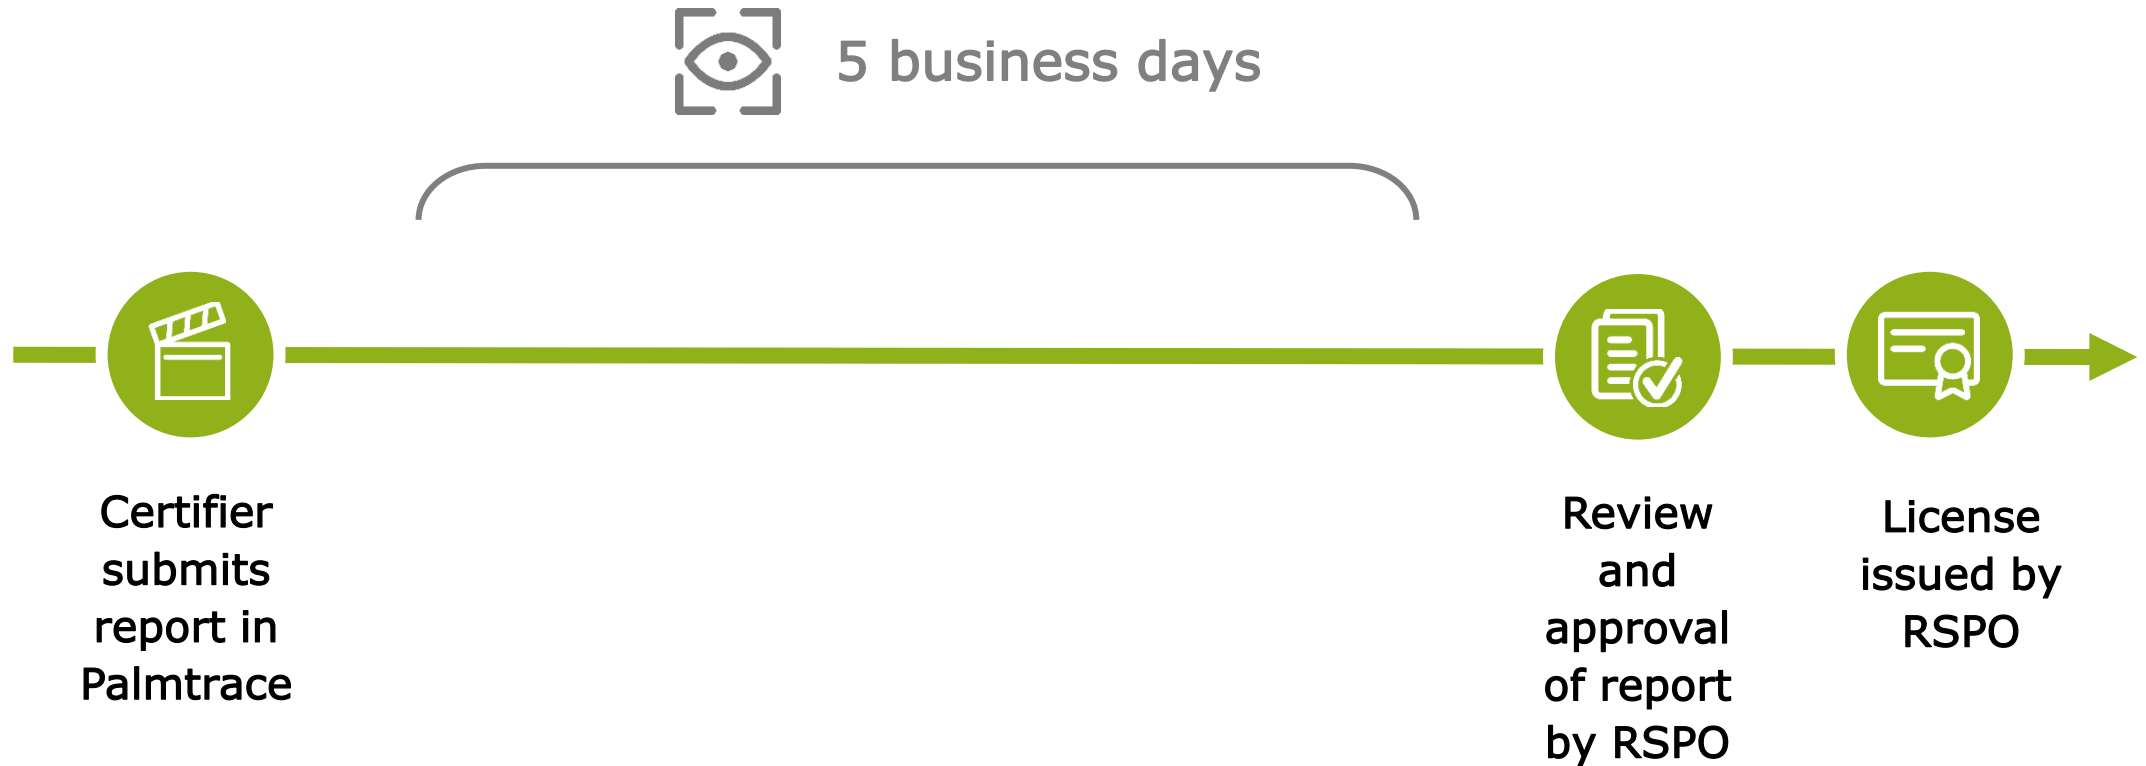 5 business days
Certifier
submits
report in
Palmtrace
Review
and
approval
of report
by RSPO
License
issued by
RSPO